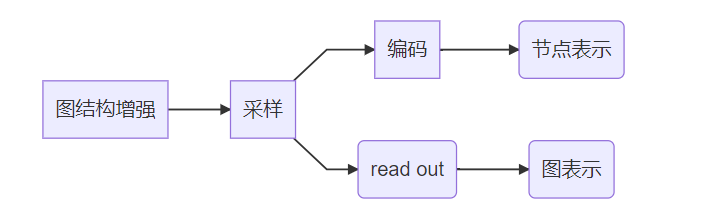 图结构增强
采样
编码
节点表示
read out
图表示